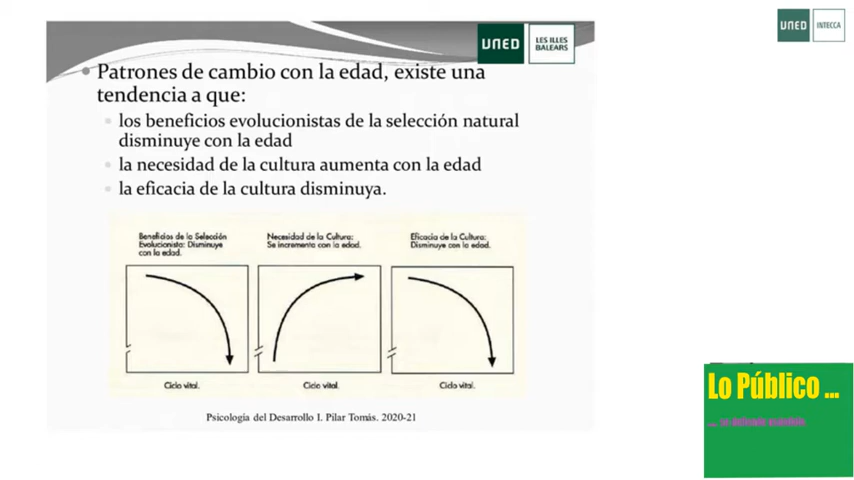 UNED
LES ILLES
BALEARS
UNED
INTECCA
Patrones de cambio con la edad, existe una
tendencia a que:
los beneficios evolucionistas de la selección natural
disminuye con la edad
la necesidad de la cultura aumenta con la edad
la eficacia de la cultura disminuya.
Beneficios de la Selección
Evolucionista: Disminuye
con la edad.
Necesidad de la Cultura:
Se incrementa con la edad.
Eficacia de la Cultura:
Disminuye con la edad.
Ciclo vital.
Ciclo vital.
Ciclo vital.
Psicología del Desarrollo I. Pilar Tomás. 2020-21
Lo Público ...